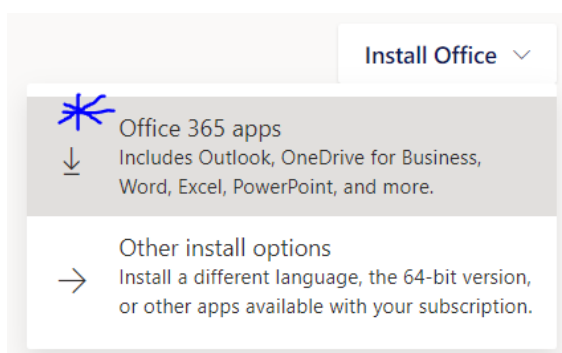 Install Office
Office 365 apps
Includes Outlook, OneDrive for Business,
Word, Excel, PowerPoint, and more.
Other install options
Install a different language, the 64-bit version,
or other apps available with your subscription.